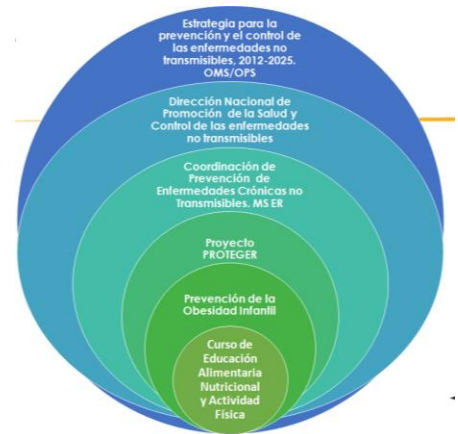 Estrategia para la
prevención y el control de
las enfermedades no
transmisibles, 2012-2025.
OMS/OPS
Dirección Nacional de
Promoción de la Salud y
Control de las enfermedades
no transmisibles
Coordinación de
Prevención de
Enfermedades Crónicas no
Transmisibles. MS ER
Proyecto
PROTEGER
Prevención de la
Obesidad Infantil
Curso de
Educación
Alimentaria
Nutricional
y Actividad
Física